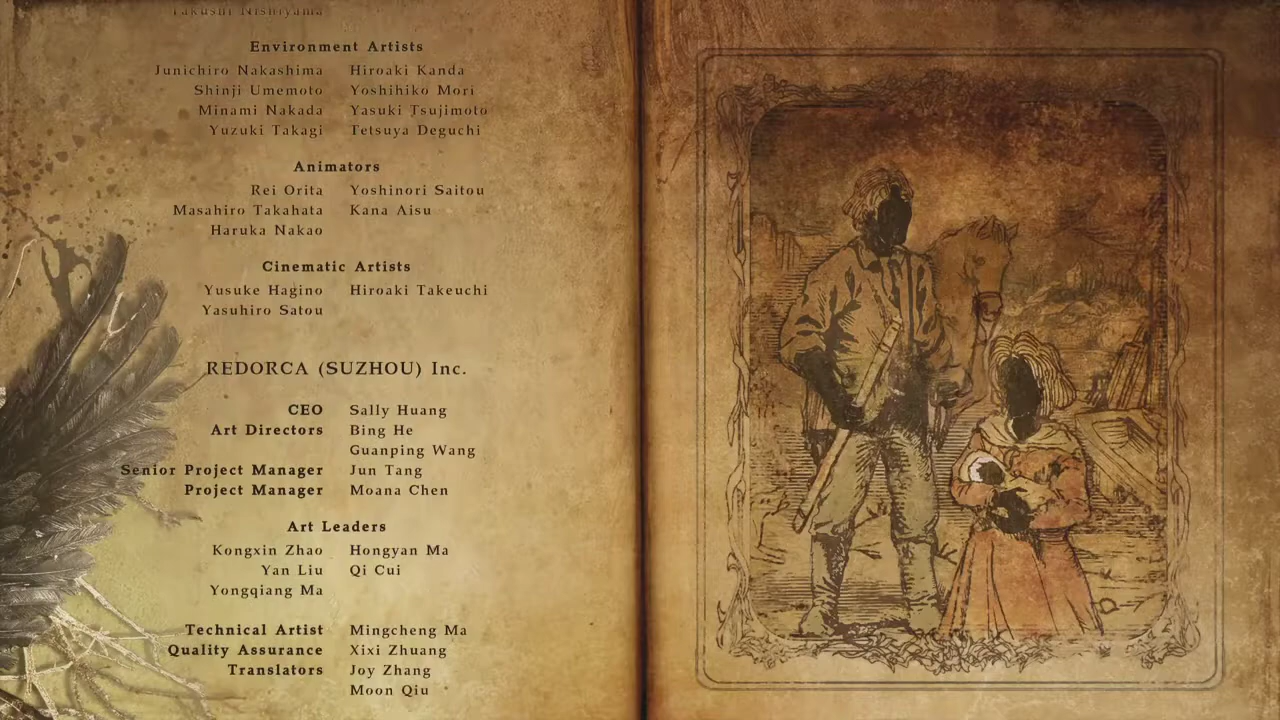 Takushi Nishiyama
Environment Artists
Junichiro Nakashima Hiroaki Kanda
Shinji Umemoto Yoshihiko Mori
Minami Nakada Yasuki Tsujimoto
Yuzuki Takagi Tetsuya Deguchi
Animators
Rei Orita Yoshinori Saitou
Masahiro Takahata Kana Aisu
Haruka Nakao
Cinematic Artists
Yusuke Hagino Hiroaki Takeuchi
Yasuhiro Satou
REDORCA (SUZHOU) Inc.
CEO Sally Huang
Art Directors Bing He
Guanping Wang
Senior Project Manager Jun Tang
Project Manager Moana Chen
Art Leaders
Kongxin Zhao Hongyan Ma
Yan Liu Qi Cui
Yongqiang Ma
Technical Artist Mingcheng Ma
Quality Assurance Xixi Zhuang
Translators Joy Zhang
Moon Qiu